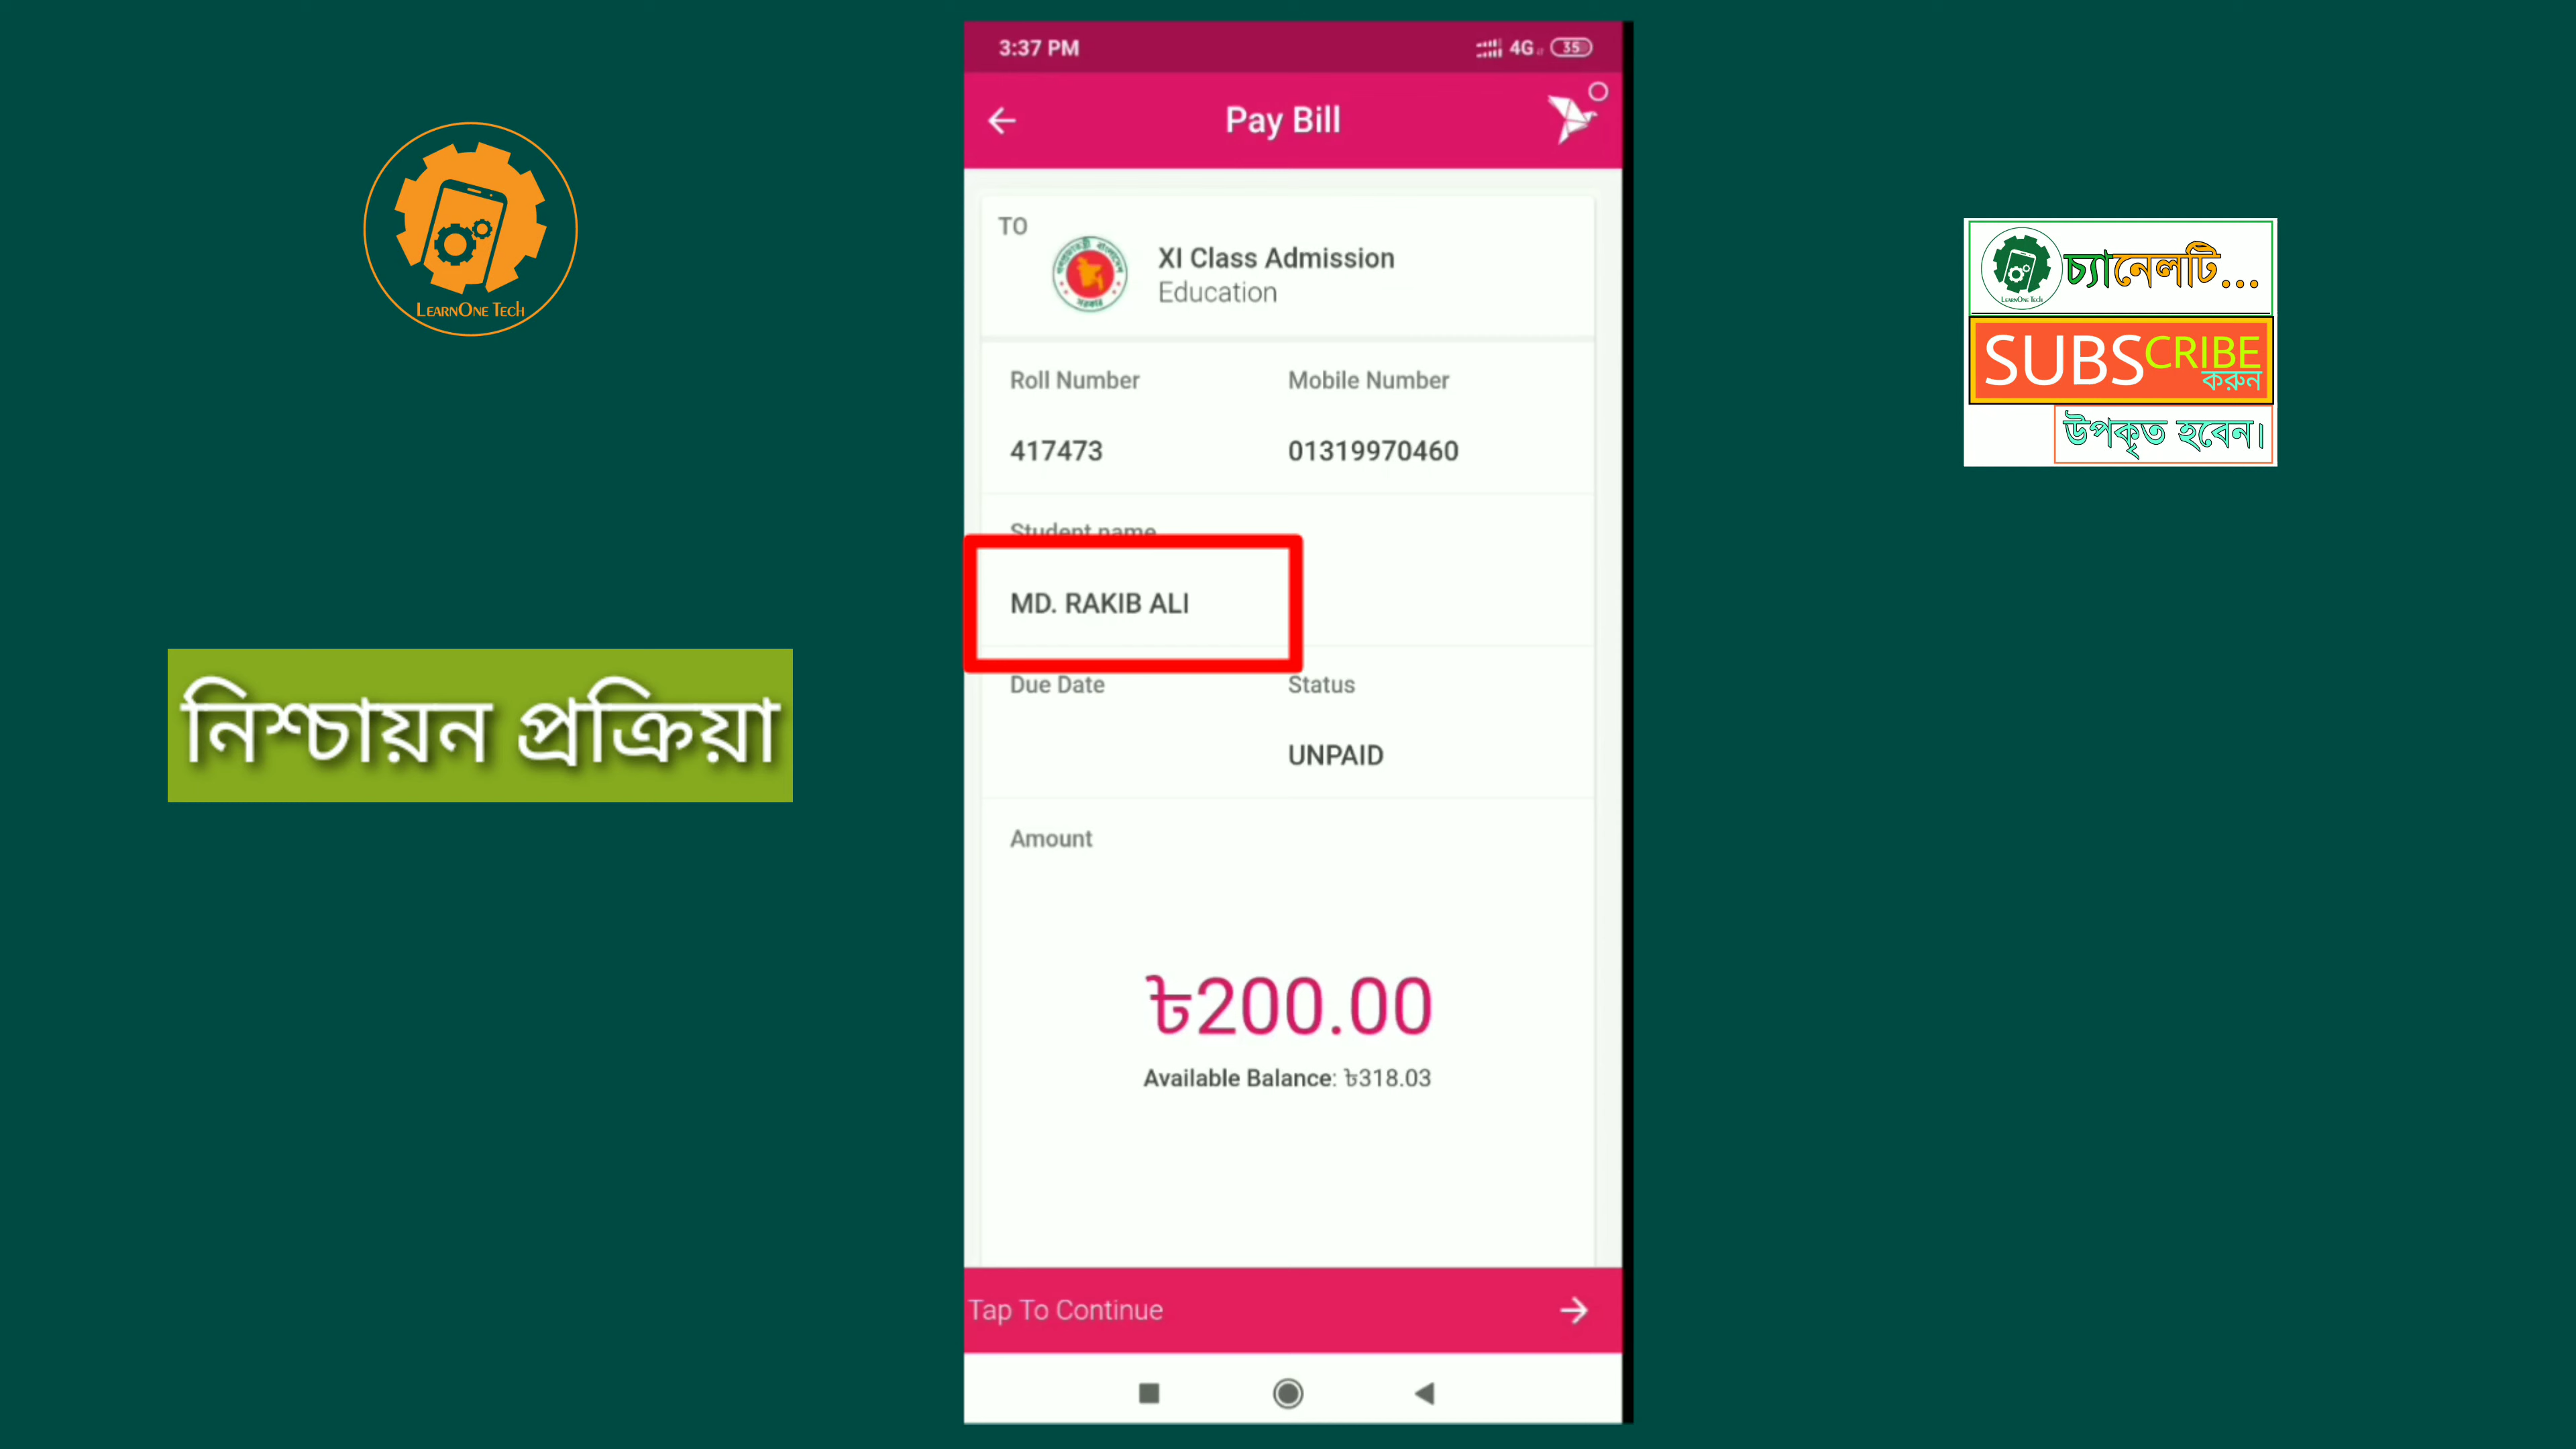 3:37 PM
4G
35
Pay Bill
TO
XI Class Admission
Education
Roll Number
Mobile Number
417473
01319970460
Student name
MD. RAKIB ALI
Due Date
Status
UNPAID
Amount
৳200.00
Available Balance: ৳318.03
Tap To Continue
LEARNONE TECH
নিশ্চায়ন প্রক্রিয়া
LEARNONE TECH
চ্যানেলটি...
SUBSCRIBE
করুন
উপকৃত হবেন।